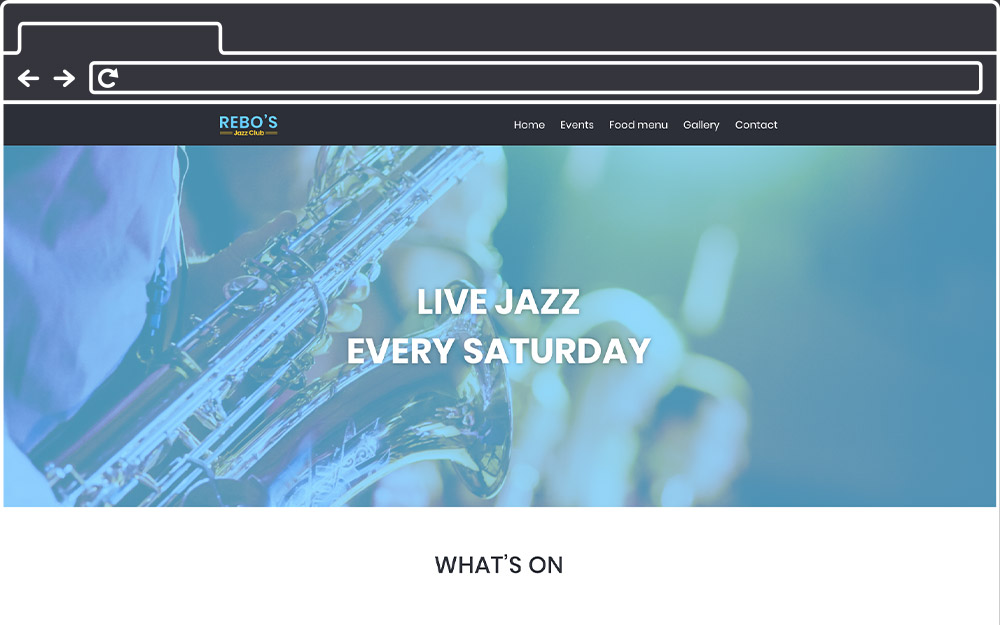 REBO'S
Jazz Club
Home Events Food menu Gallery Contact
LIVE JAZZ
EVERY SATURDAY
WHAT'S ON